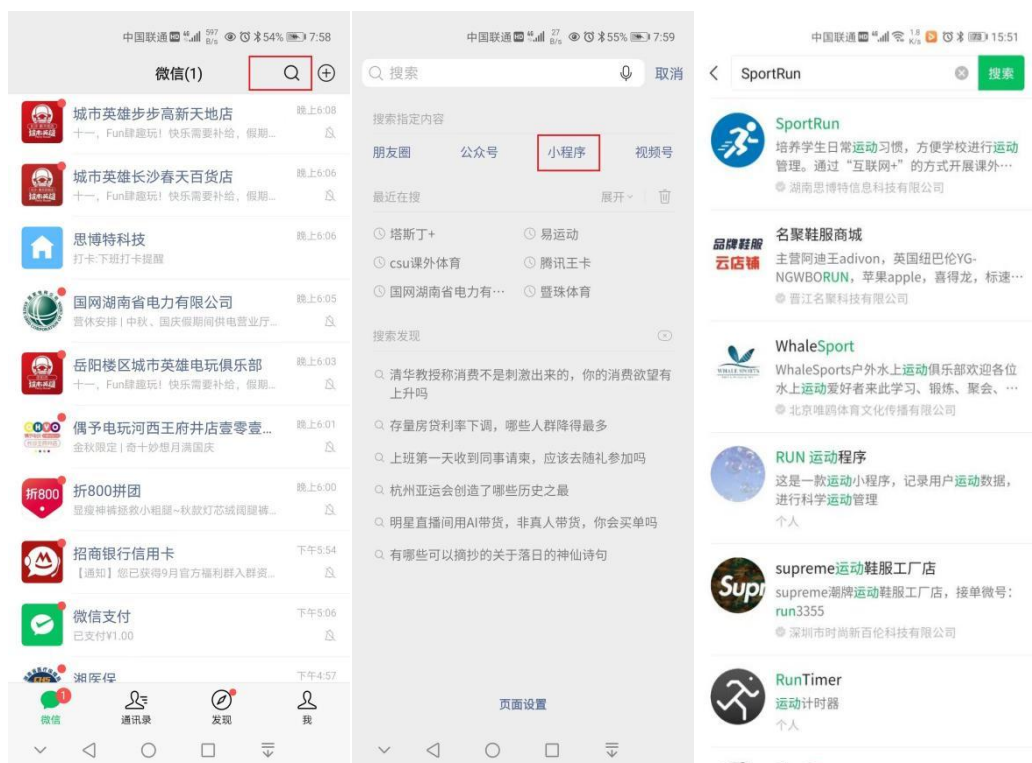 中国联通 HD 46 597 B/s 54% 7:58
微信(1)
城市英雄步步高新天地店 晚上6:08
十一，Fun肆趣玩！快乐需要补给，假期...
城市英雄长沙春天百货店 晚上6:06
十一，Fun肆趣玩！快乐需要补给，假期...
思博特科技 晚上6:06
打卡:下班打卡提醒
国网湖南省电力有限公司 晚上6:05
营休安排 | 中秋、国庆假期间供电营业厅...
岳阳楼区城市英雄电玩俱乐部 晚上6:03
十一，Fun肆趣玩！快乐需要补给，假期...
偶予电玩河西王府井店壹零壹... 晚上6:01
金秋限定 | 奇十妙想月满国庆
折800
折800拼团 晚上6:00
显瘦神裤拯救小粗腿~秋款灯芯绒阔腿裤...
招商银行信用卡 下午5:54
【通知】您已获得9月官方福利群入群资...
微信支付 下午5:06
已支付¥1.00
湘医保 下午4:57
1
微信 通讯录 发现 我
中国联通 HD 46 27 B/s 55% 7:59
搜索 取消
搜索指定内容
朋友圈 公众号 小程序 视频号
最近在搜 展开
塔斯丁+ 易运动
csu课外体育 腾讯王卡
国网湖南省电力有… 暨珠体育
搜索发现
清华教授称消费不是刺激出来的，你的消费欲望有
上升吗
存量房贷利率下调，哪些人群降得最多
上班第一天收到同事请柬，应该去随礼参加吗
杭州亚运会创造了哪些历史之最
明星直播间用AI带货，非真人带货，你会买单吗
有哪些可以摘抄的关于落日的神仙诗句
页面设置
中国联通 HD 46 1.8 K/s 15:51
SportRun 搜索
SportRun
培养学生日常运动习惯，方便学校进行运动
管理。通过“互联网+”的方式开展课外…
湖南思博特信息科技有限公司
品牌鞋服
云店铺
名聚鞋服商城
主营阿迪王adivon，英国纽巴伦YG-
NGWBORUN，苹果apple，喜得龙，标速…
晋江名聚科技有限公司
WhaleSport
WhaleSports户外水上运动俱乐部欢迎各位
水上运动爱好者来此学习、锻炼、聚会、…
北京唯鸥体育文化传播有限公司
RUN 运动程序
这是一款运动小程序，记录用户运动数据，
进行科学运动管理
个人
Supr
supreme运动鞋服工厂店
supreme潮牌运动鞋服工厂店，接单微号：
run3355
深圳市时尚新百伦科技有限公司
RunTimer
运动计时器
个人